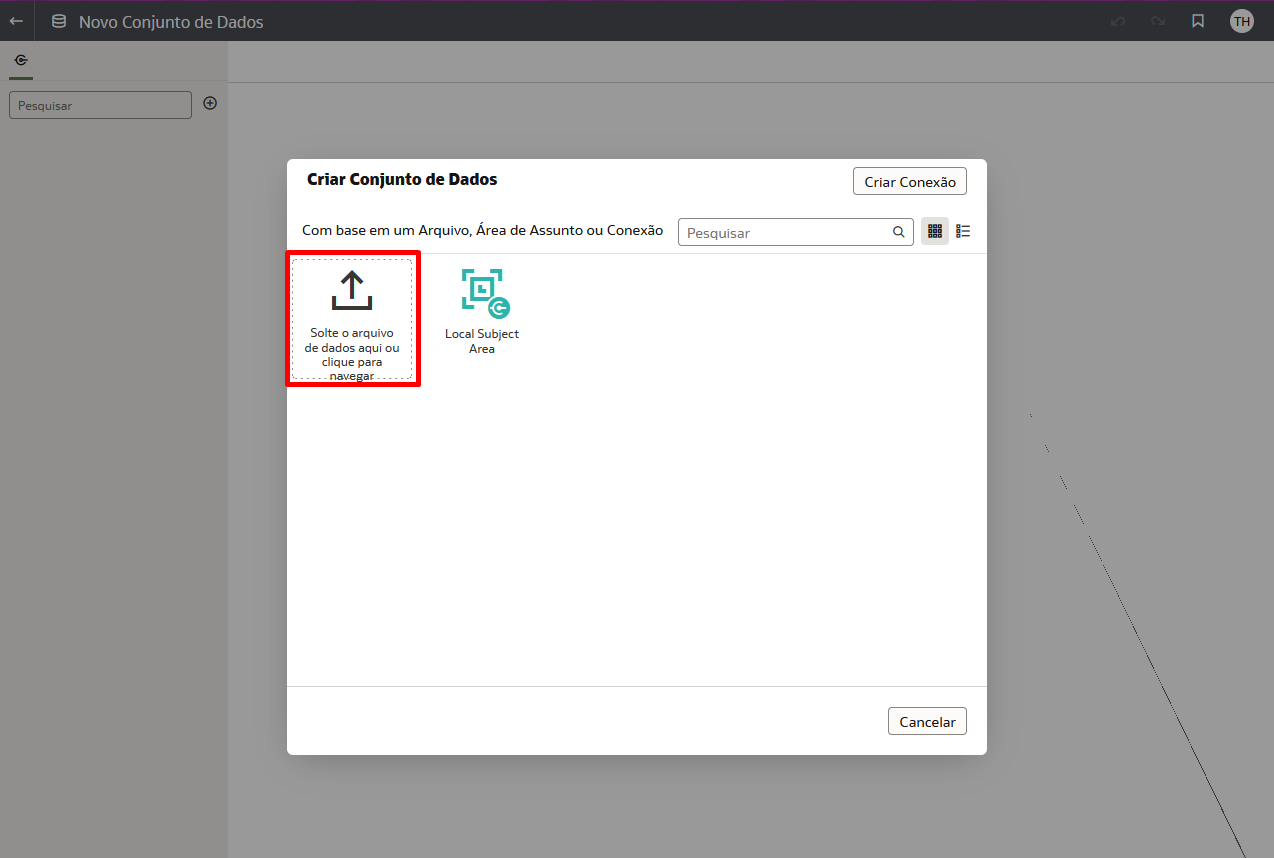 Novo Conjunto de Dados
TH
Pesquisar
Criar Conjunto de Dados
Criar Conexão
Com base em um Arquivo, Área de Assunto ou Conexão
Pesquisar
Solte o arquivo
de dados aqui ou
clique para
navegar
Local Subject
Area
Cancelar